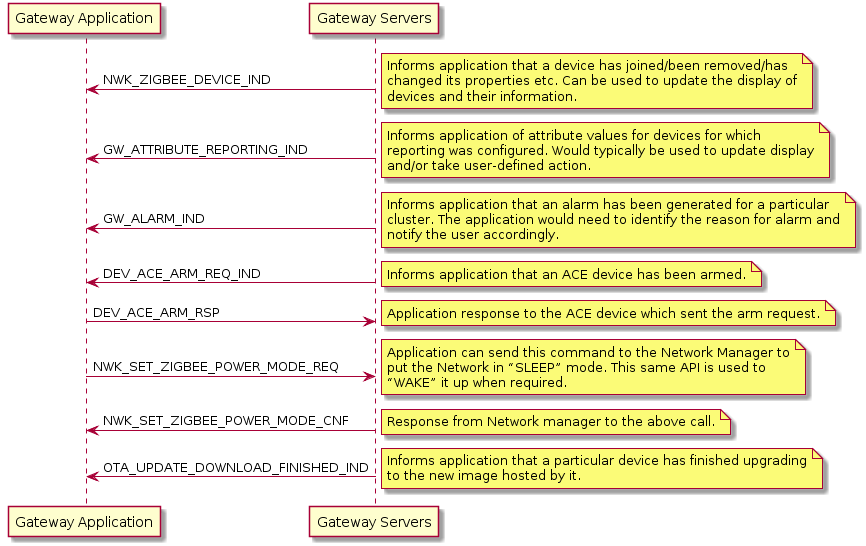 Gateway Application
Gateway Servers
NWK_ZIGBEE_DEVICE_IND
Informs application that a device has joined/been removed/has
changed its properties etc. Can be used to update the display of
devices and their information.
GW_ATTRIBUTE_REPORTING_IND
Informs application of attribute values for devices for which
reporting was configured. Would typically be used to update display
and/or take user-defined action.
GW_ALARM_IND
Informs application that an alarm has been generated for a particular
cluster. The application would need to identify the reason for alarm and
notify the user accordingly.
DEV_ACE_ARM_REQ_IND
Informs application that an ACE device has been armed.
DEV_ACE_ARM_RSP
Application response to the ACE device which sent the arm request.
NWK_SET_ZIGBEE_POWER_MODE_REQ
Application can send this command to the Network Manager to
put the Network in “SLEEP” mode. This same API is used to
“WAKE” it up when required.
NWK_SET_ZIGBEE_POWER_MODE_CNF
Response from Network manager to the above call.
OTA_UPDATE_DOWNLOAD_FINISHED_IND
Informs application that a particular device has finished upgrading
to the new image hosted by it.
Gateway Application
Gateway Servers